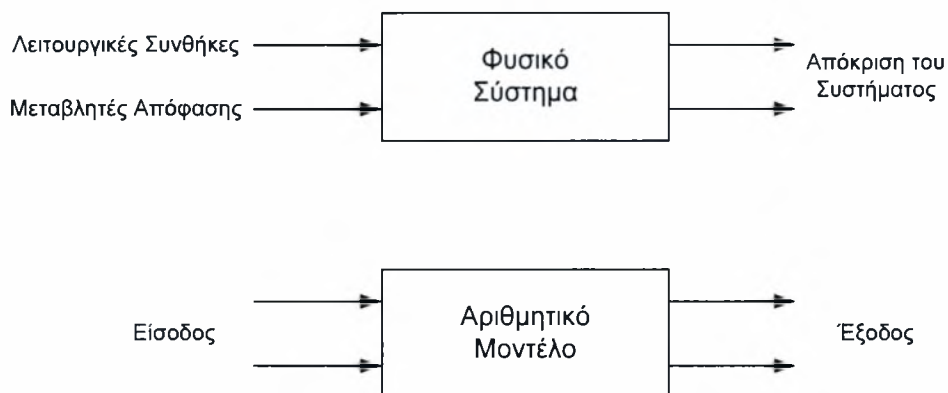 Λειτουργικές Συνθήκες
Μεταβλητές Απόφασης
Φυσικό
Σύστημα
Απόκριση του
Συστήματος
Είσοδος
Αριθμητικό
Μοντέλο
Έξοδος